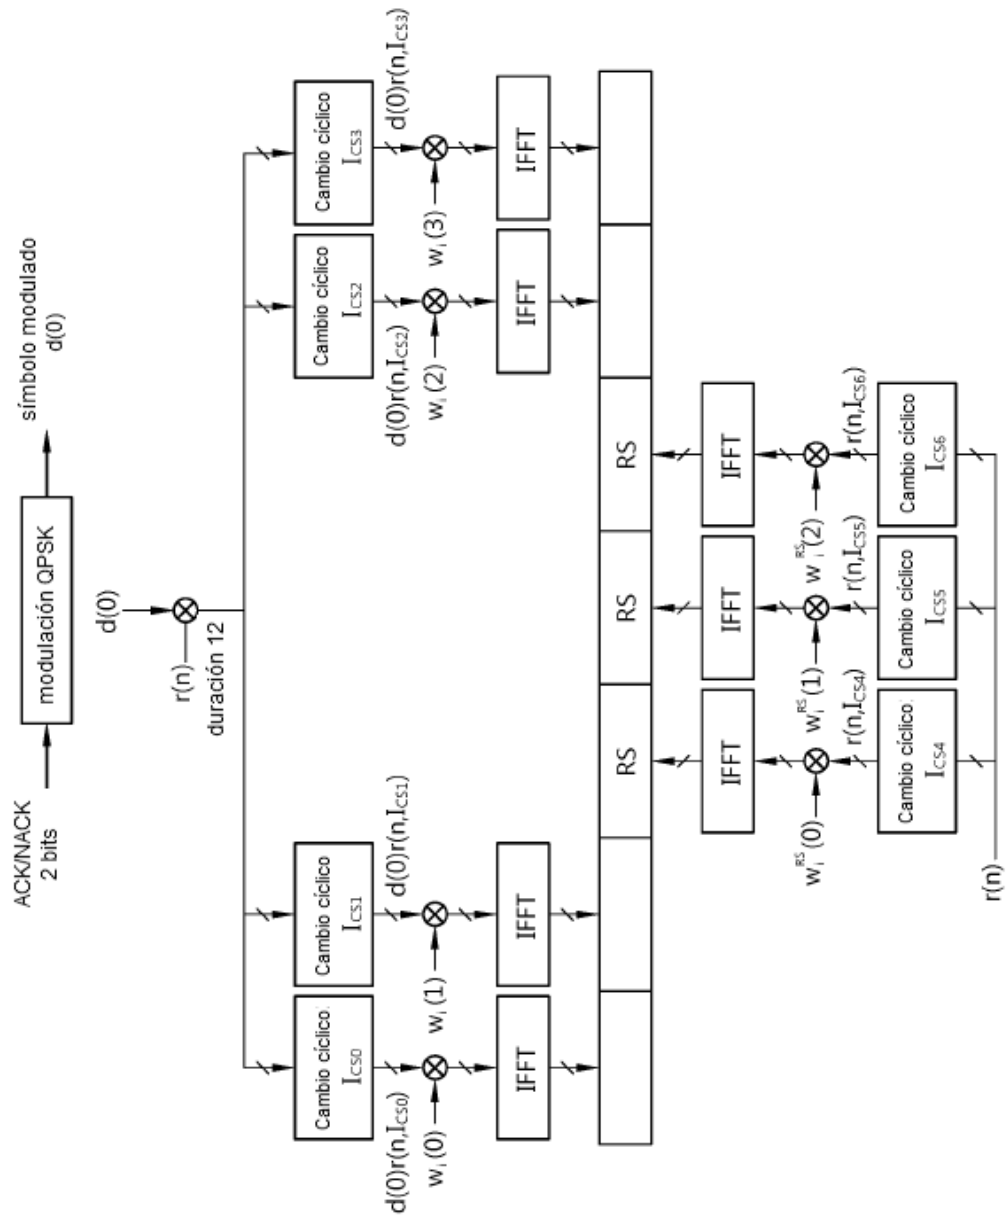 ACK/NACK
2 bits
modulación QPSK
símbolo modulado
d(0)
d(0)
r(n)
duración 12
Cambio cíclico
I_CS0
Cambio cíclico
I_CS1
Cambio cíclico
I_CS2
Cambio cíclico
I_CS3
d(0)r(n,I_CS0)
d(0)r(n,I_CS1)
d(0)r(n,I_CS2)
d(0)r(n,I_CS3)
w_i(0)
w_i(1)
w_i(2)
w_i(3)
IFFT
IFFT
IFFT
IFFT
RS
RS
RS
IFFT
IFFT
IFFT
w_i^RS(0)
w_i^RS(1)
w_i^RS(2)
r(n,I_CS4)
r(n,I_CS5)
r(n,I_CS6)
Cambio cíclico
I_CS4
Cambio cíclico
I_CS5
Cambio cíclico
I_CS6
r(n)